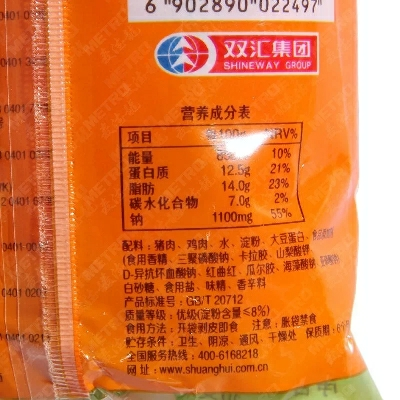 6 902890 022497
双汇集团
SHINEWAY GROUP
营养成分表
项目 100g NRV%
能量 10%
蛋白质 12.5g 21%
脂肪 14.0g 23%
碳水化合物 7.0g 2%
钠 1100mg 55%
配料：猪肉、鸡肉、水、淀粉、大豆蛋白、
(食用香精、三聚磷酸钠、卡拉胶、山梨酸钾
D-异抗坏血酸钠、红曲红、瓜尔胶、海藻酸钠、
白砂糖、食用盐、味精、香辛料
产品标准号：GB/T 20712
质量等级：优级(淀粉含量≤8%)
食用方法：开袋剥皮即食 注意：胀袋禁食
贮存条件：卫生、阴凉、通风、干燥处 保质期：
全国服务热线：400-6168218
网址：www.shuanghui.com.cn